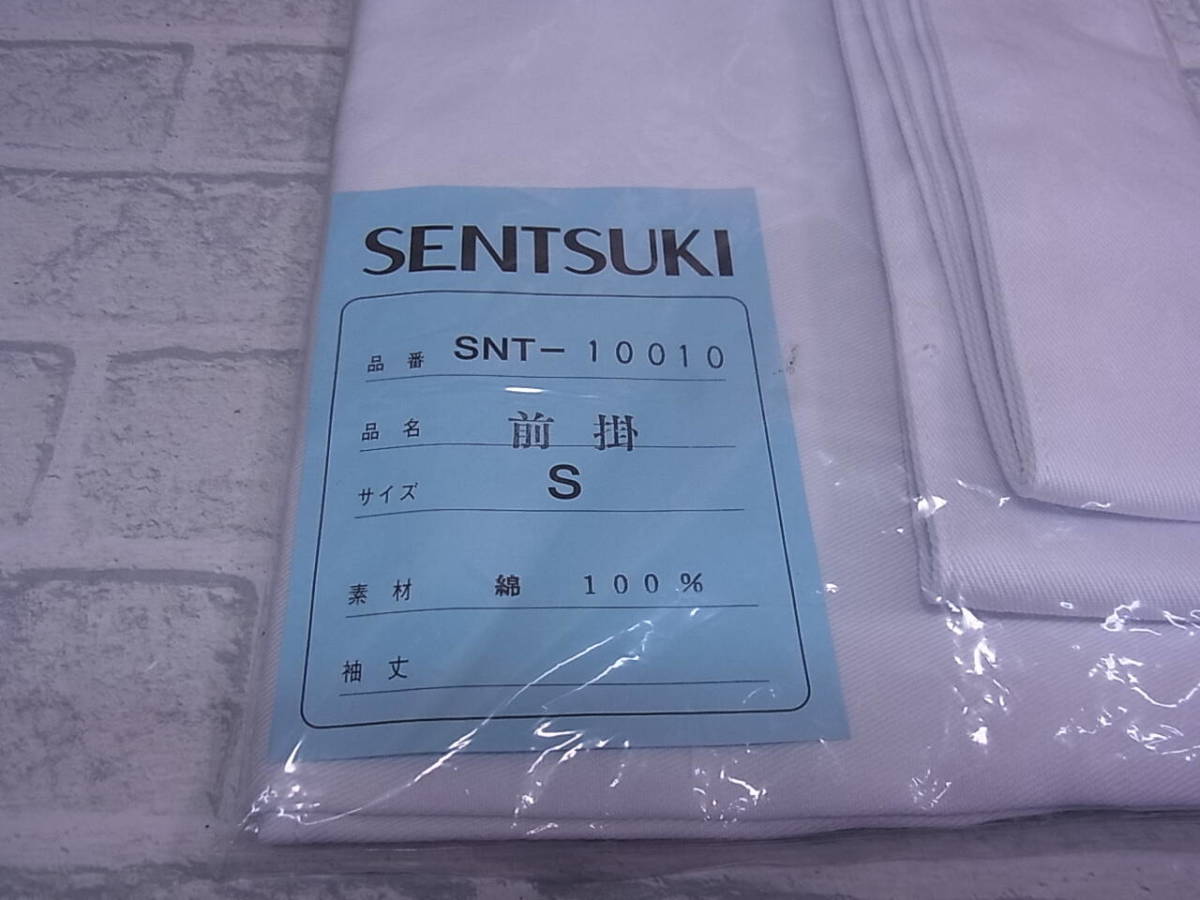 SENTSUKI
品番 SNT-10010
品名 前掛
サイズ S
素材 綿 100%
袖丈